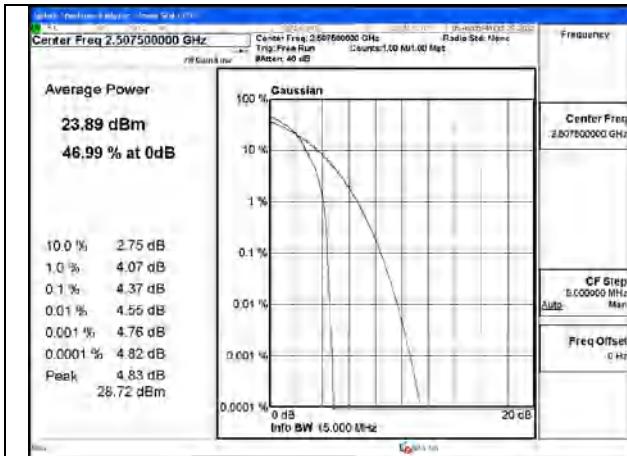 Center Freq 2.507500000 GHz
Center Freq: 2.507500000 GHz
Radio Std: None
Trig: Free Run
Counts:1.00 M/1.00 Mpt
#Atten: 40 dB
Average Power
23.89 dBm
46.99 % at 0dB
10.0 % 2.75 dB
1.0 % 4.07 dB
0.1 % 4.37 dB
0.01 % 4.55 dB
0.001 % 4.76 dB
0.0001 % 4.82 dB
Peak 4.83 dB
28.72 dBm
Gaussian
100 %
10 %
1 %
0.1 %
0.01 %
0.001 %
0.0001 %
0 dB
20 dB
Info BW 15.000 MHz
Frequency
Center Freq
2.507500000 GHz
CF Step
5.000000 MHz
Auto Man
Freq Offset
0 Hz